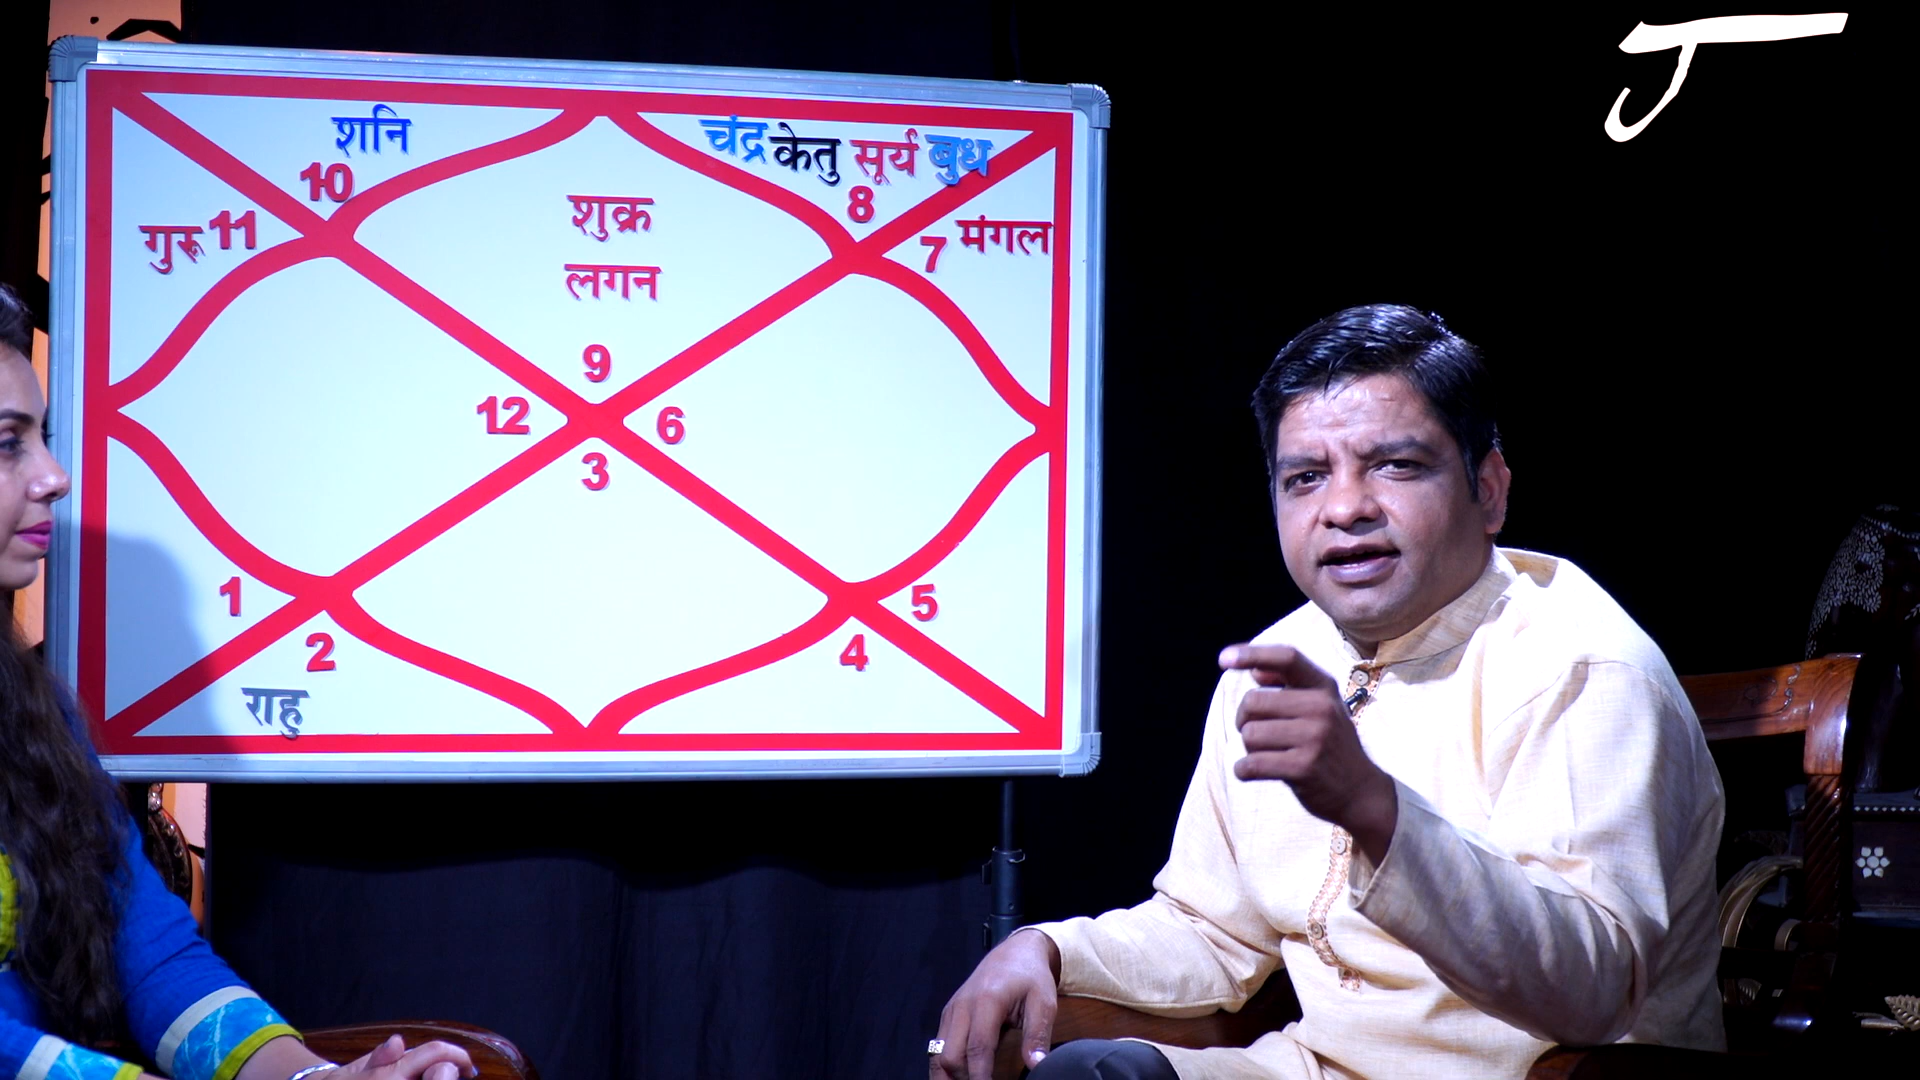 J
शनि
चंद्र केतु सूर्य बुध
10
8
गुरू 11
शुक्र
7 मंगल
लगन
9
12
6
3
1
5
2
4
राहु